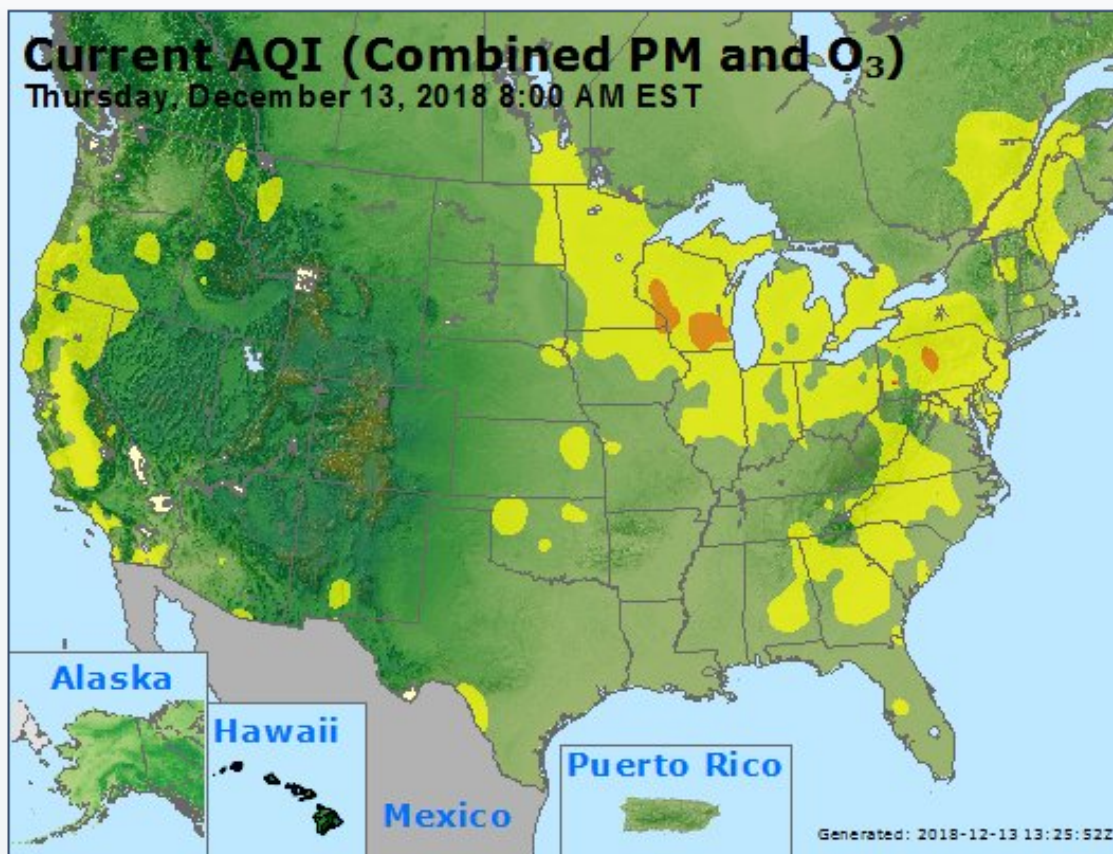 Current AQI (Combined PM and O₃)
Thursday, December 13, 2018 8:00 AM EST
Alaska
Hawaii
Mexico
Puerto Rico
Generated: 2018-12-13 13:25:52Z